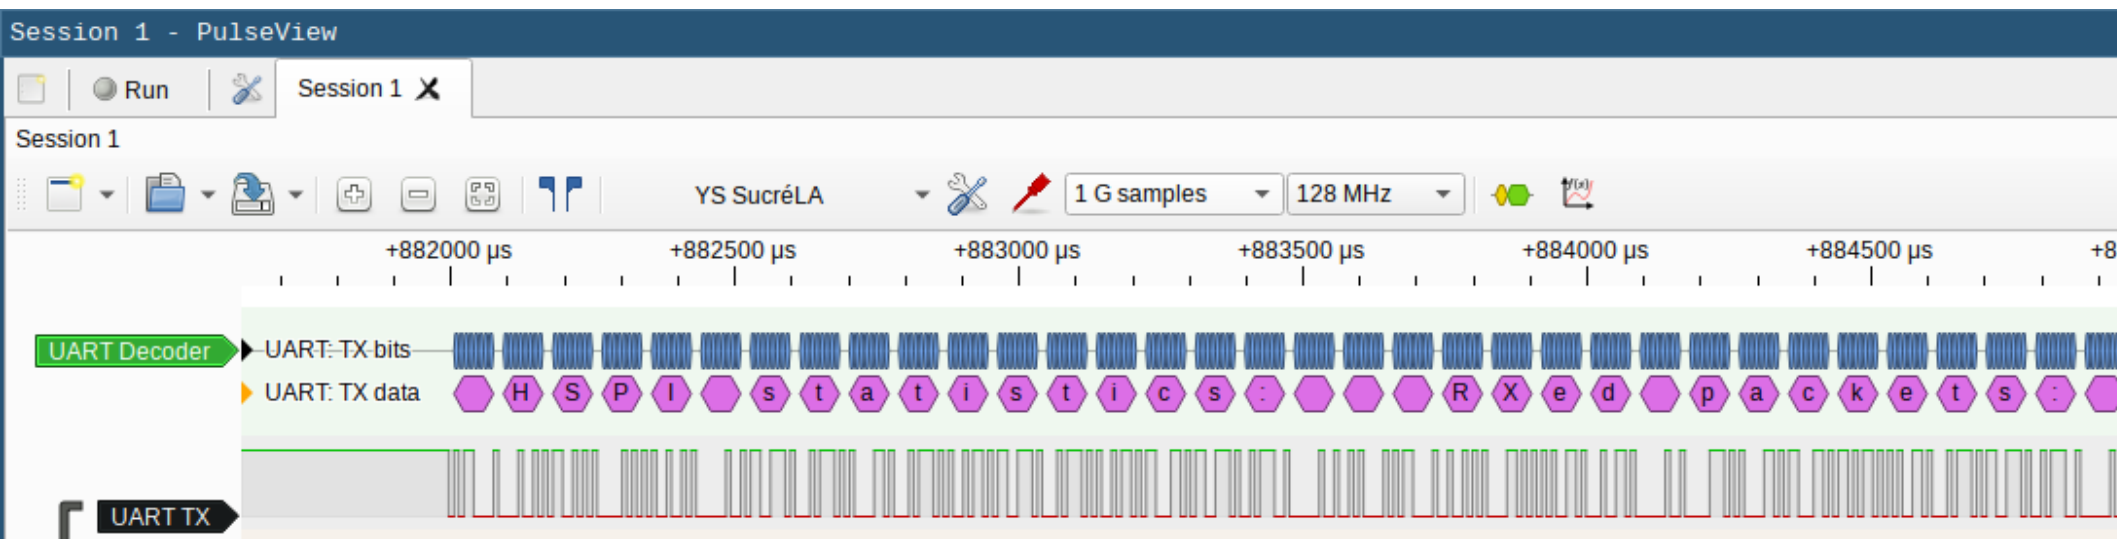 Session 1 - PulseView
Run
Session 1
Session 1
YS SucréLA
1 G samples
128 MHz
+882000 µs +882500 µs +883000 µs +883500 µs +884000 µs +884500 µs +8
UART Decoder
UART: TX bits
UART: TX data
H S P I s t a t i s t i c s : R X e d p a c k e t s :
UART TX